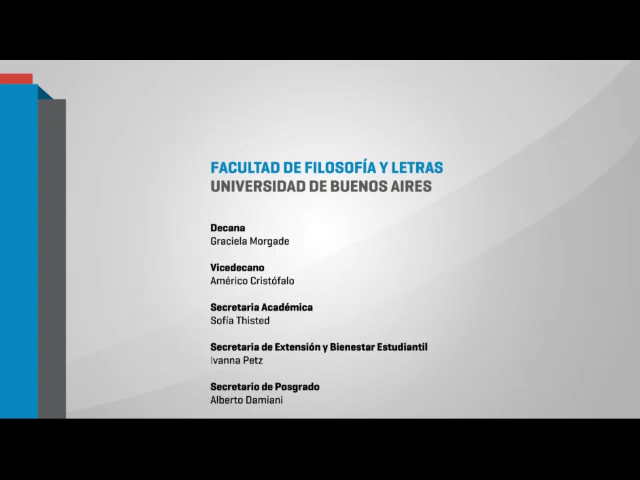 FACULTAD DE FILOSOFÍA Y LETRAS
UNIVERSIDAD DE BUENOS AIRES
Decana
Graciela Morgade
Vicedecano
Américo Cristófalo
Secretaria Académica
Sofía Thisted
Secretaria de Extensión y Bienestar Estudiantil
Ivanna Petz
Secretario de Posgrado
Alberto Damiani